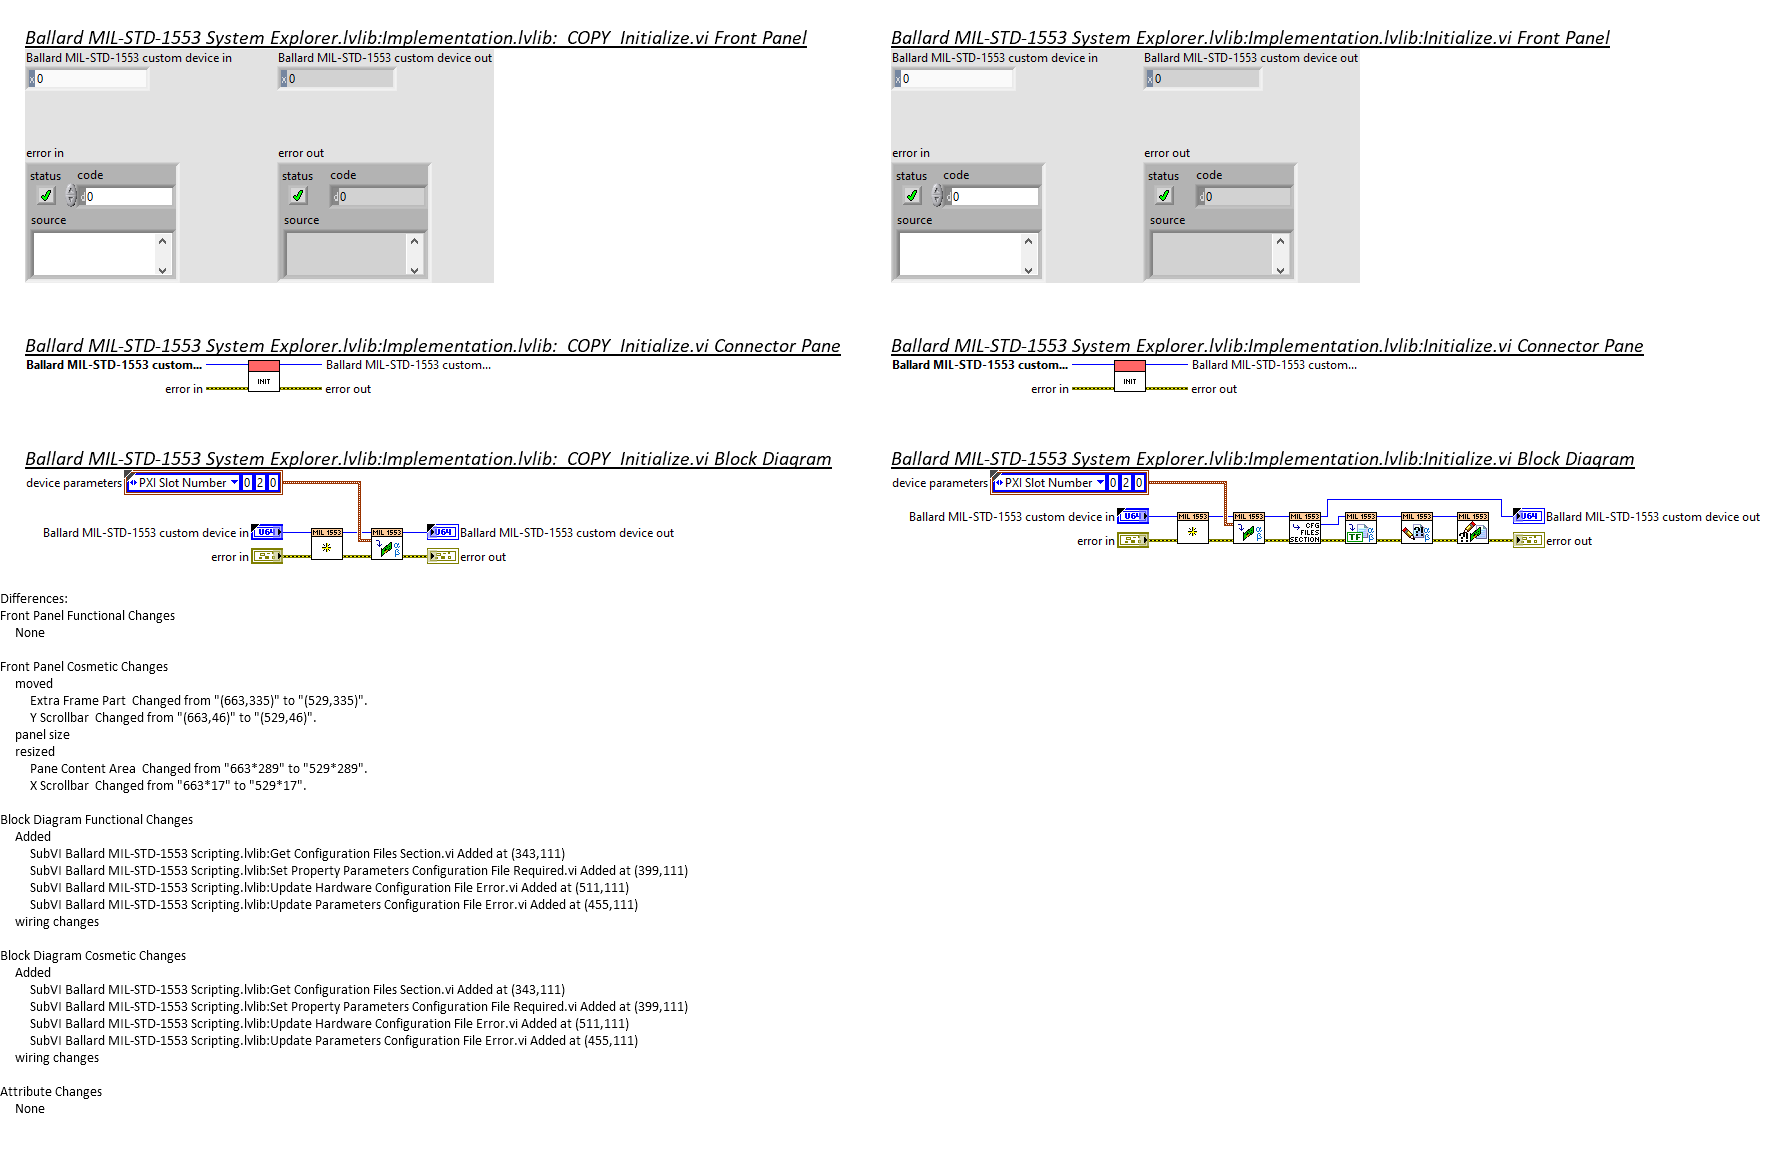 Ballard MIL-STD-1553 System Explorer.lvlib:Implementation.lvlib:_COPY_Initialize.vi Front Panel
Ballard MIL-STD-1553 custom device in
Ballard MIL-STD-1553 custom device out
x 0
x 0
error in
error out
status code
status code
d 0
d 0
source
source
Ballard MIL-STD-1553 System Explorer.lvlib:Implementation.lvlib:Initialize.vi Front Panel
Ballard MIL-STD-1553 custom device in
Ballard MIL-STD-1553 custom device out
x 0
x 0
error in
error out
status code
status code
d 0
d 0
source
source
Ballard MIL-STD-1553 System Explorer.lvlib:Implementation.lvlib:_COPY_Initialize.vi Connector Pane
Ballard MIL-STD-1553 custom...
INIT
Ballard MIL-STD-1553 custom...
error in
error out
Ballard MIL-STD-1553 System Explorer.lvlib:Implementation.lvlib:Initialize.vi Connector Pane
Ballard MIL-STD-1553 custom...
INIT
Ballard MIL-STD-1553 custom...
error in
error out
Ballard MIL-STD-1553 System Explorer.lvlib:Implementation.lvlib:_COPY_Initialize.vi Block Diagram
device parameters PXI Slot Number 0 2 0
Ballard MIL-STD-1553 custom device in U64 MIL 1553 MIL 1553 α β U64 Ballard MIL-STD-1553 custom device out
error in
error out
Ballard MIL-STD-1553 System Explorer.lvlib:Implementation.lvlib:Initialize.vi Block Diagram
device parameters PXI Slot Number 0 2 0
Ballard MIL-STD-1553 custom device in U64 MIL 1553 MIL 1553 α β MIL 1553 CFG FILES SECTION MIL 1553 TF α β MIL 1553 ?! α β MIL 1553 ?! U64 Ballard MIL-STD-1553 custom device out
error in
error out
Differences:
Front Panel Functional Changes
None
Front Panel Cosmetic Changes
moved
Extra Frame Part  Changed from "(663,335)" to "(529,335)".
Y Scrollbar  Changed from "(663,46)" to "(529,46)".
panel size
resized
Pane Content Area  Changed from "663*289" to "529*289".
X Scrollbar  Changed from "663*17" to "529*17".
Block Diagram Functional Changes
Added
SubVI Ballard MIL-STD-1553 Scripting.lvlib:Get Configuration Files Section.vi Added at (343,111)
SubVI Ballard MIL-STD-1553 Scripting.lvlib:Set Property Parameters Configuration File Required.vi Added at (399,111)
SubVI Ballard MIL-STD-1553 Scripting.lvlib:Update Hardware Configuration File Error.vi Added at (511,111)
SubVI Ballard MIL-STD-1553 Scripting.lvlib:Update Parameters Configuration File Error.vi Added at (455,111)
wiring changes
Block Diagram Cosmetic Changes
Added
SubVI Ballard MIL-STD-1553 Scripting.lvlib:Get Configuration Files Section.vi Added at (343,111)
SubVI Ballard MIL-STD-1553 Scripting.lvlib:Set Property Parameters Configuration File Required.vi Added at (399,111)
SubVI Ballard MIL-STD-1553 Scripting.lvlib:Update Hardware Configuration File Error.vi Added at (511,111)
SubVI Ballard MIL-STD-1553 Scripting.lvlib:Update Parameters Configuration File Error.vi Added at (455,111)
wiring changes
Attribute Changes
None